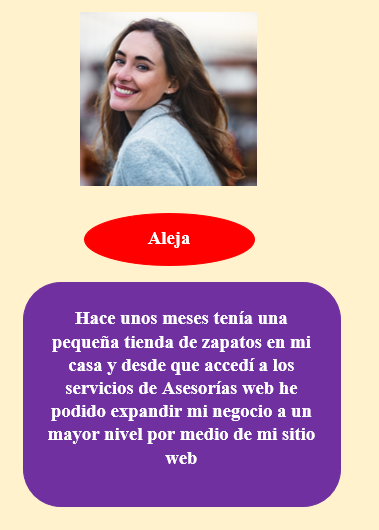 Aleja
Hace unos meses tenía una
pequeña tienda de zapatos en mi
casa y desde que accedí a los
servicios de Asesorías web he
podido expandir mi negocio a un
mayor nivel por medio de mi sitio
web